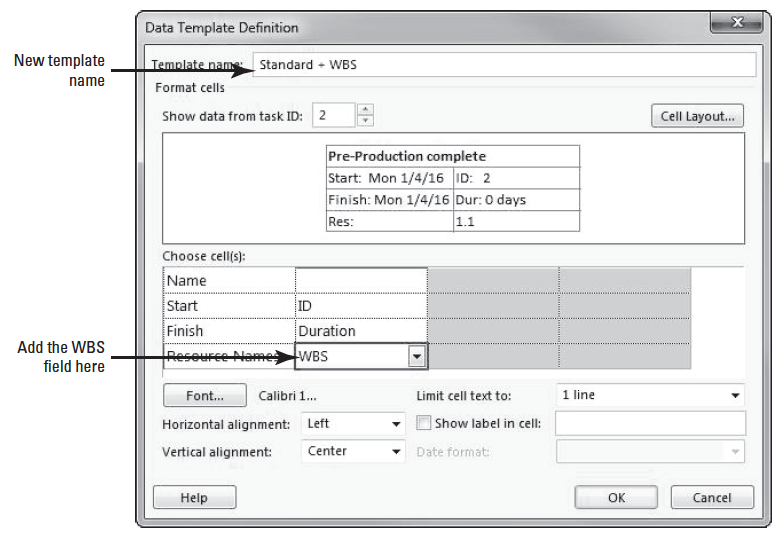 Data Template Definition
New template
name
Template name: Standard + WBS
Format cells
Show data from task ID: 2
Cell Layout...
Pre-Production complete
Start: Mon 1/4/16 ID: 2
Finish: Mon 1/4/16 Dur: 0 days
Res: 1.1
Choose cell(s):
Name
Start ID
Finish Duration
Add the WBS
field here
Resource Names WBS
Font... Calibri 1... Limit cell text to: 1 line
Horizontal alignment: Left Show label in cell:
Vertical alignment: Center Date format:
Help OK Cancel